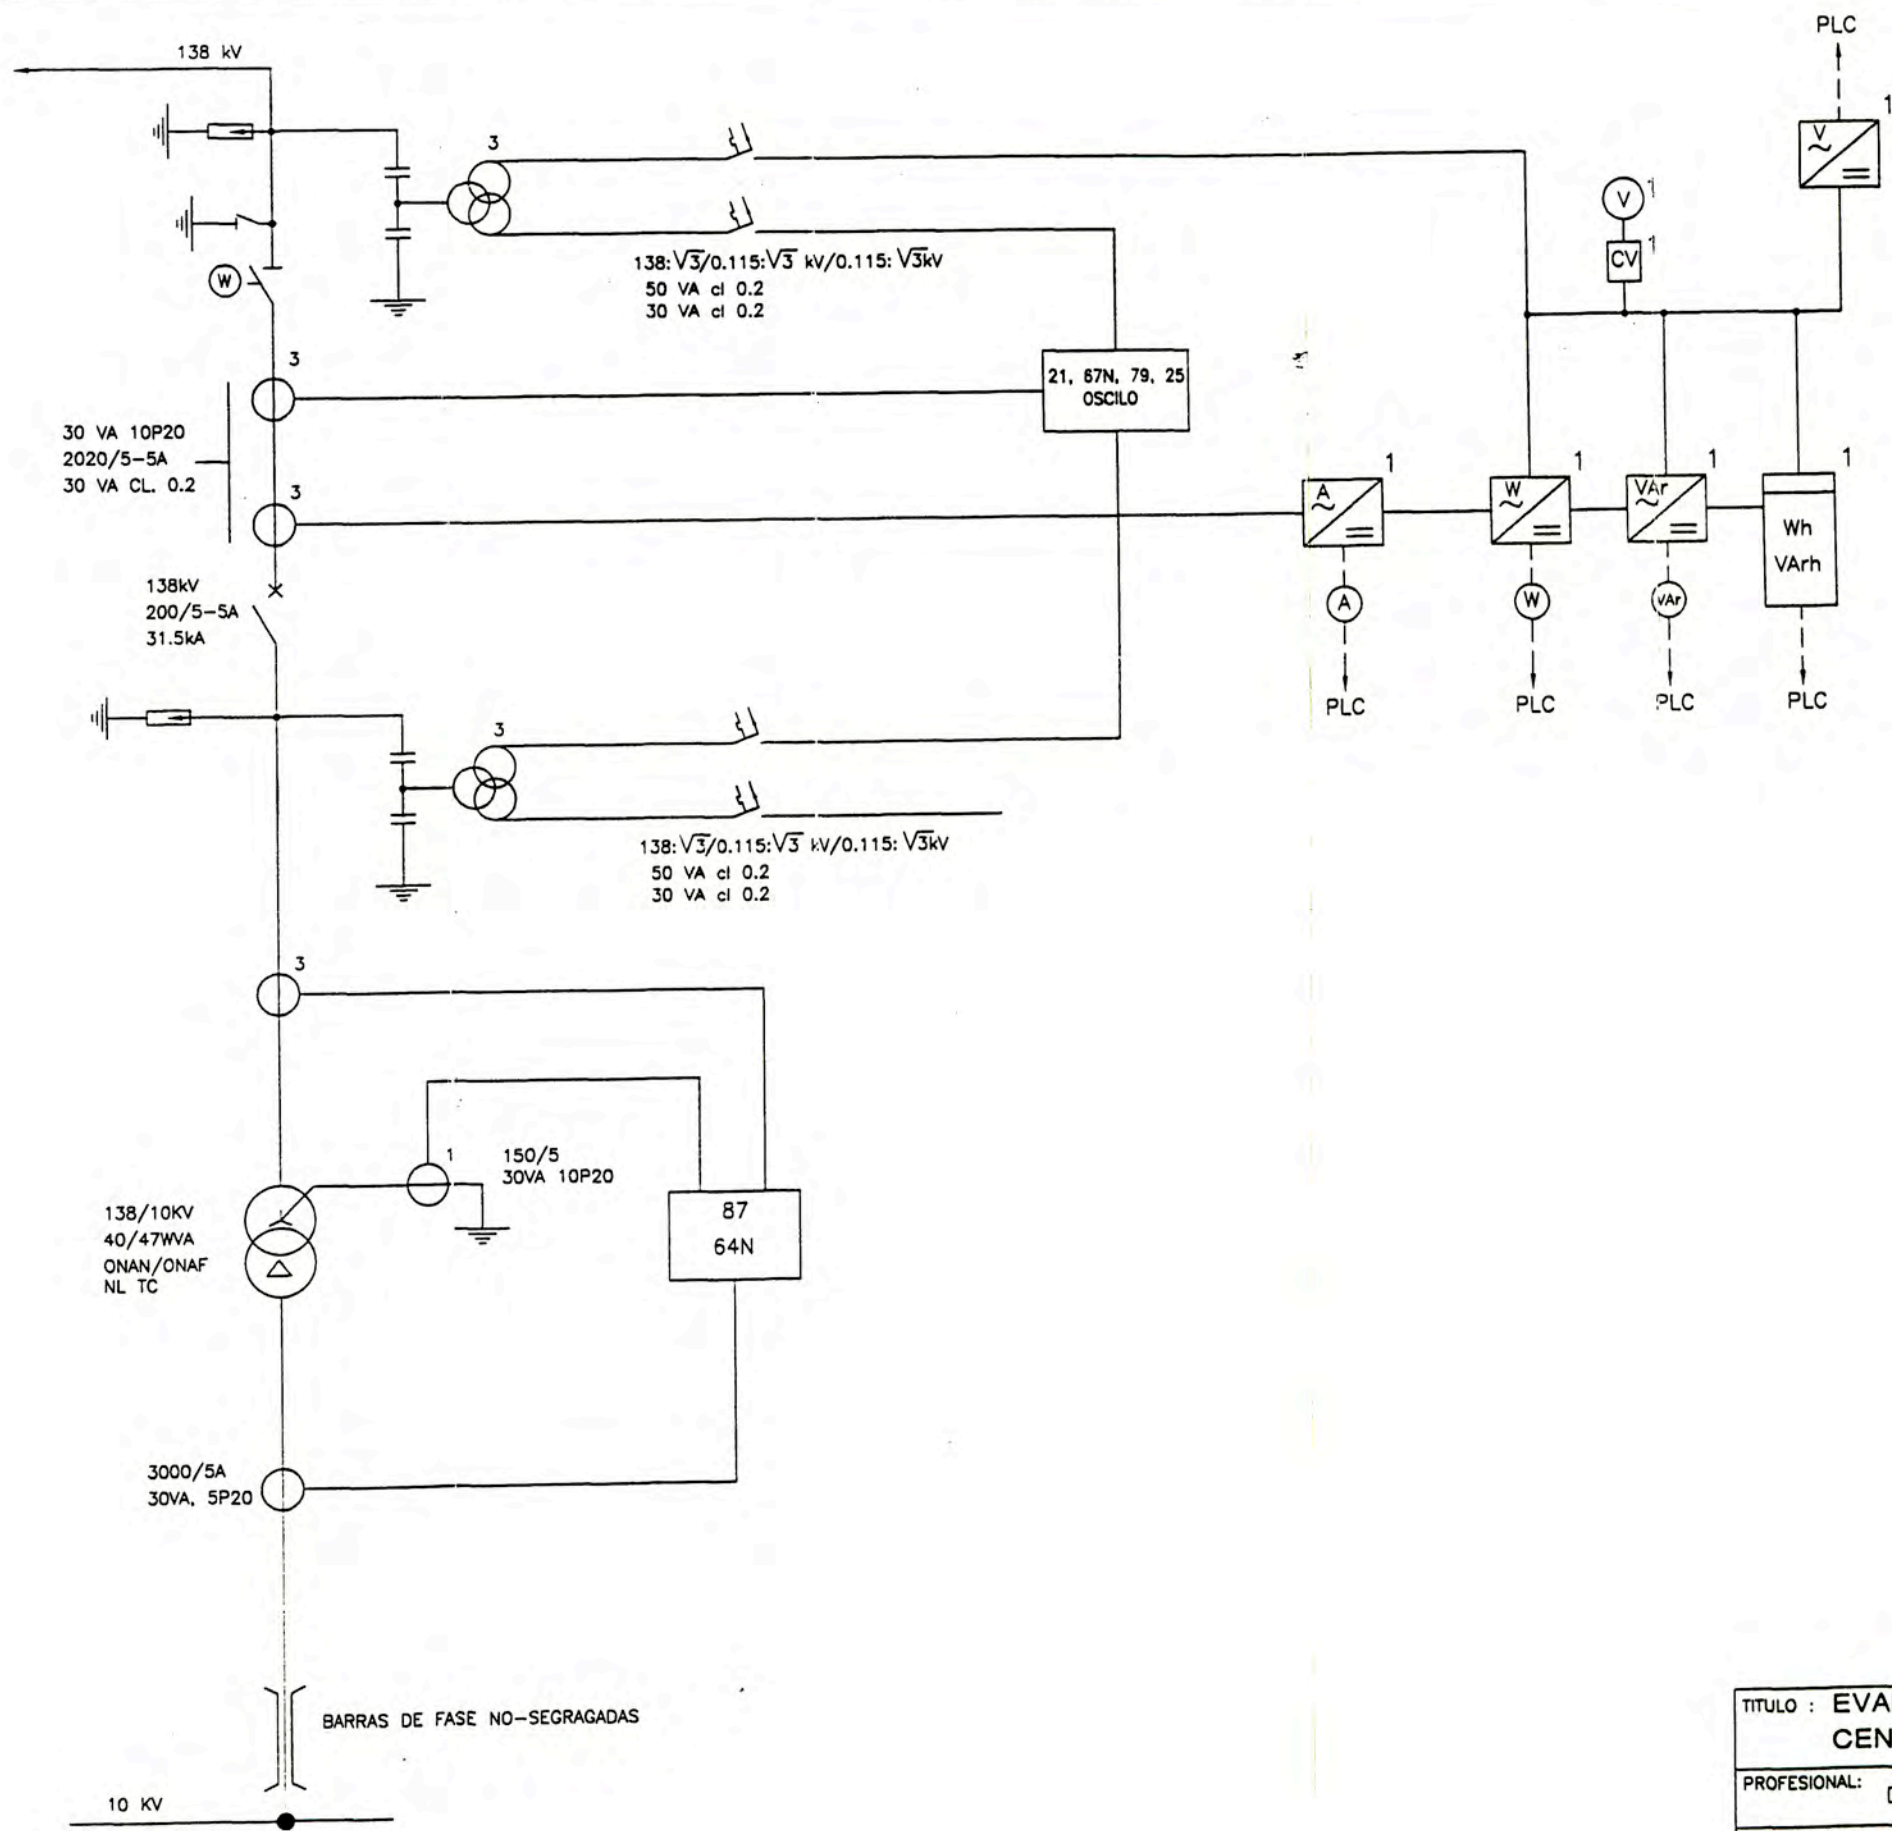 138 kV
PLC
1
V
3
V
1
CV
1
138:√3/0.115:√3 kV/0.115: √3kV
50 VA cl 0.2
30 VA cl 0.2
W
3
21, 67N, 79, 25
OSCILO
30 VA 10P20
2020/5-5A
30 VA CL. 0.2
3
A
1
W
1
VAr
1
Wh
VArh
1
138kV
200/5-5A
31.5kA
A
W
VAr
PLC
PLC
PLC
PLC
3
138:√3/0.115:√3 kV/0.115: √3kV
50 VA cl 0.2
30 VA cl 0.2
3
1
150/5
30VA 10P20
87
64N
138/10KV
40/47WVA
ONAN/ONAF
NL TC
3000/5A
30VA, 5P20
BARRAS DE FASE NO-SEGRAGADAS
10 KV
TITULO : EVA
CEN
PROFESIONAL: